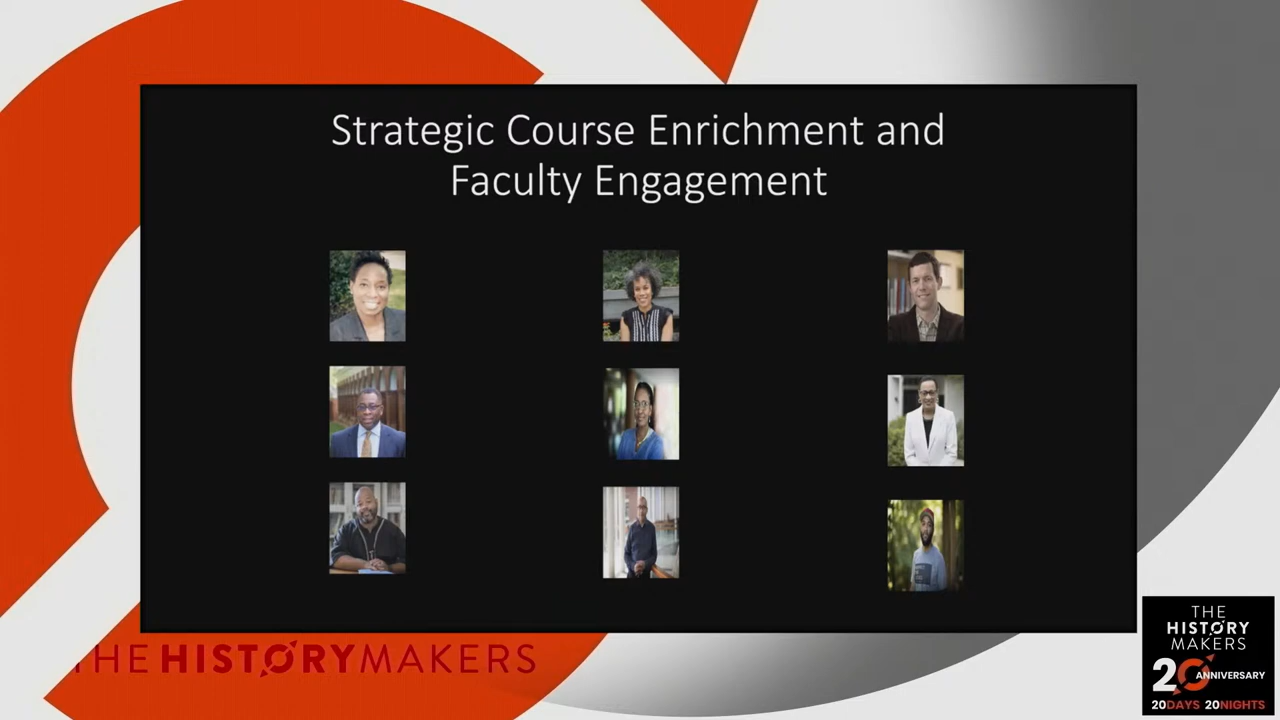 Strategic Course Enrichment and
Faculty Engagement
THE HISTORYMAKERS
THE
HISTORY
MAKERS
20 ANNIVERSARY
20DAYS 20NIGHTS